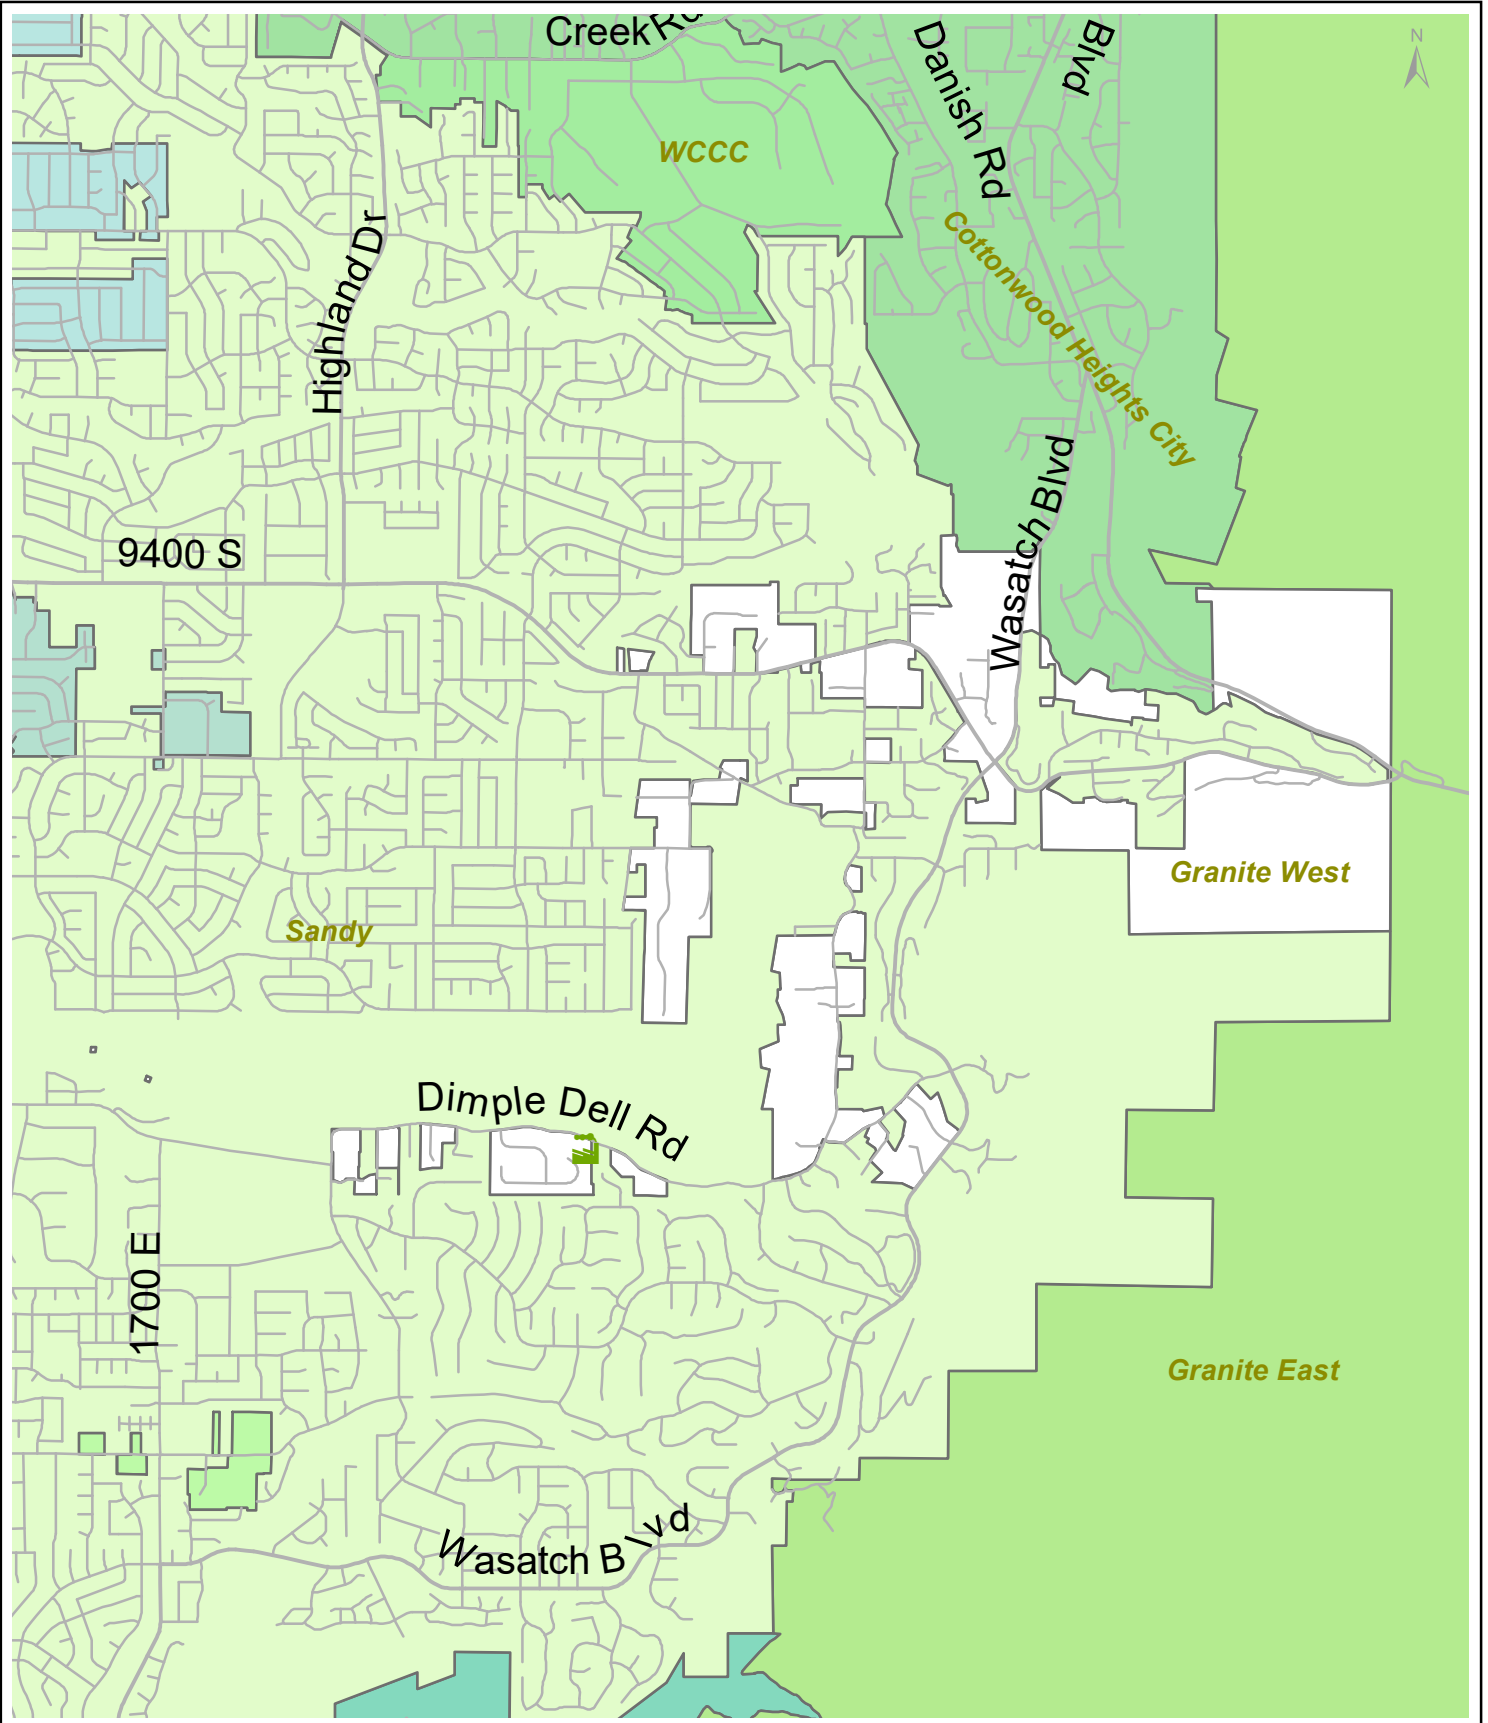 Creek Rd
Danish Rd
Blvd
N
WCCC
Cottonwood Heights City
Highland Dr
Wasatch Blvd
9400 S
Granite West
Sandy
Dimple Dell Rd
1700 E
Granite East
Wasatch Blvd